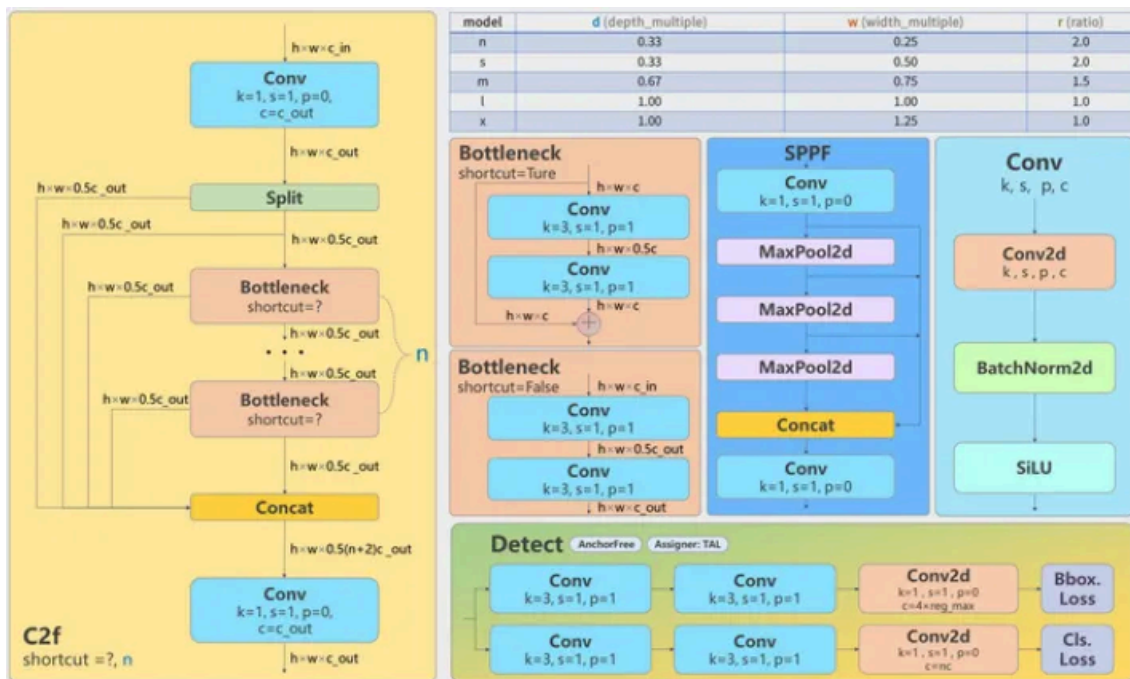 h×w×c_in
Conv
k=1, s=1, p=0,
c=c_out
h×w×c_out
h×w×0.5c_out
Split
h×w×0.5c_out
h×w×0.5c_out
h×w×0.5c_out
Bottleneck
shortcut=?
h×w×0.5c_out
• • •
n
h×w×0.5c_out
h×w×0.5c_out
Bottleneck
shortcut=?
h×w×0.5c_out
Concat
h×w×0.5(n+2)c_out
Conv
k=1, s=1, p=0,
c=c_out
C2f
shortcut =?, n
h×w×c_out
model d (depth_multiple) w (width_multiple) r (ratio)
n 0.33 0.25 2.0
s 0.33 0.50 2.0
m 0.67 0.75 1.5
l 1.00 1.00 1.0
x 1.00 1.25 1.0
Bottleneck
shortcut=Ture
h×w×c
Conv
k=3, s=1, p=1
h×w×0.5c
Conv
k=3, s=1, p=1
h×w×c
h×w×c
+
Bottleneck
shortcut=False
h×w×c_in
Conv
k=3, s=1, p=1
h×w×0.5c_out
Conv
k=3, s=1, p=1
h×w×c_out
SPPF
Conv
k=1, s=1, p=0
MaxPool2d
MaxPool2d
MaxPool2d
Concat
Conv
k=1, s=1, p=0
Conv
k, s, p, c
Conv2d
k, s, p, c
BatchNorm2d
SiLU
Detect AnchorFree Assigner: TAL
Conv
k=3, s=1, p=1
Conv
k=3, s=1, p=1
Conv2d
k=1, s=1, p=0
c=4×reg_max
Bbox.
Loss
Conv
k=3, s=1, p=1
Conv
k=3, s=1, p=1
Conv2d
k=1, s=1, p=0
c=nc
Cls.
Loss